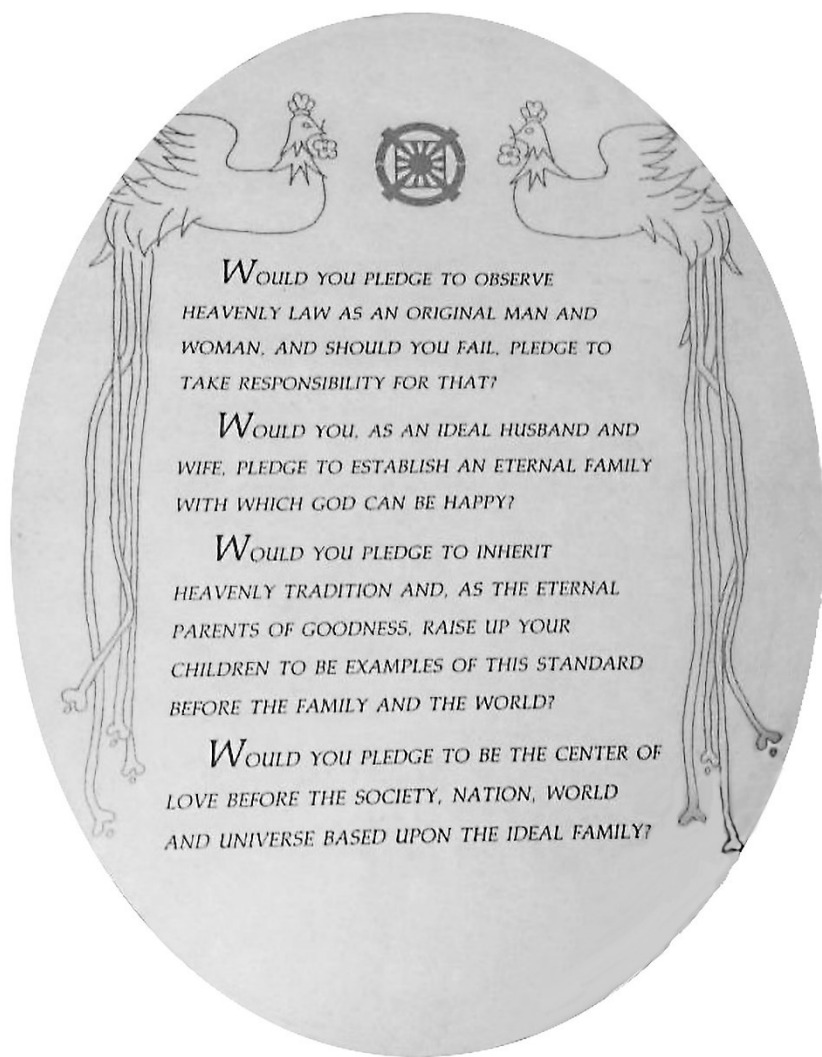 WOULD YOU PLEDGE TO OBSERVE
HEAVENLY LAW AS AN ORIGINAL MAN AND
WOMAN, AND SHOULD YOU FAIL, PLEDGE TO
TAKE RESPONSIBILITY FOR THAT?
WOULD YOU, AS AN IDEAL HUSBAND AND
WIFE, PLEDGE TO ESTABLISH AN ETERNAL FAMILY
WITH WHICH GOD CAN BE HAPPY?
WOULD YOU PLEDGE TO INHERIT
HEAVENLY TRADITION AND, AS THE ETERNAL
PARENTS OF GOODNESS, RAISE UP YOUR
CHILDREN TO BE EXAMPLES OF THIS STANDARD
BEFORE THE FAMILY AND THE WORLD?
WOULD YOU PLEDGE TO BE THE CENTER OF
LOVE BEFORE THE SOCIETY, NATION, WORLD
AND UNIVERSE BASED UPON THE IDEAL FAMILY?